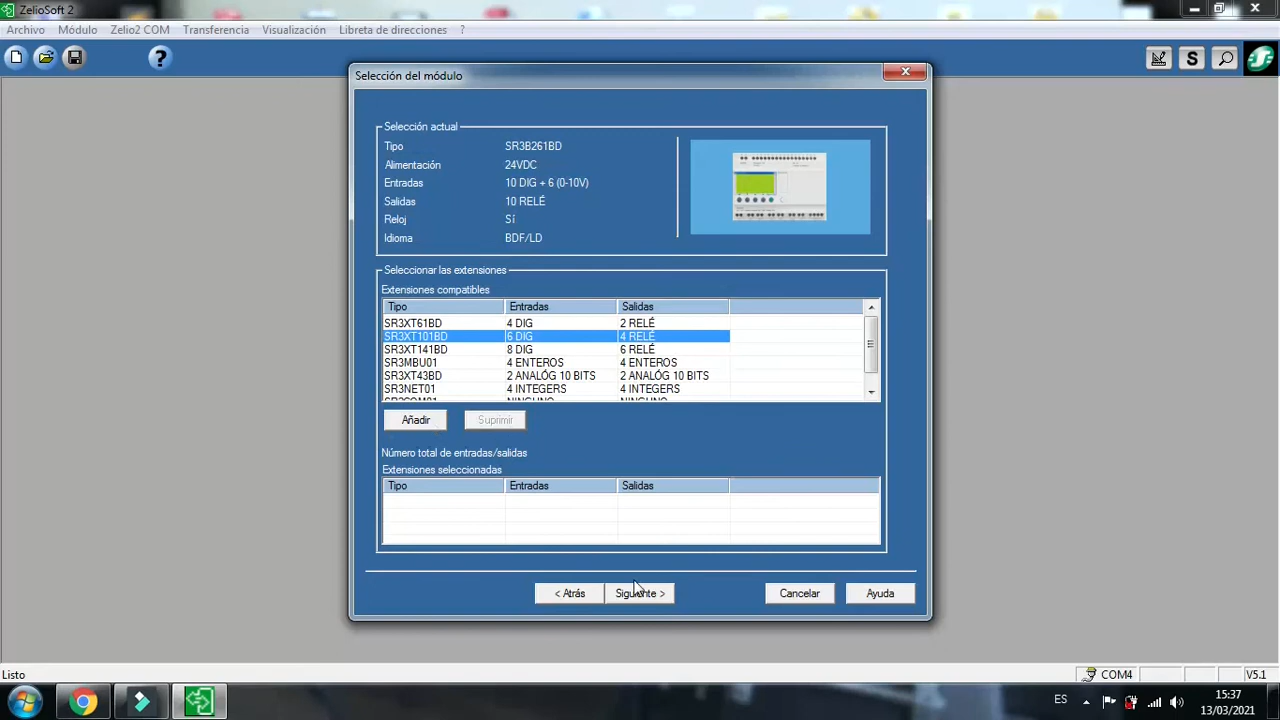 ZelioSoft 2
Archivo Módulo Zelio2 COM Transferencia Visualización Libreta de direcciones ?
? S
Selección del módulo
Selección actual
Tipo SR3B261BD
Alimentación 24VDC
Entradas 10 DIG + 6 (0-10V)
Salidas 10 RELÉ
Reloj Sí
Idioma BDF/LD
Seleccionar las extensiones
Extensiones compatibles
Tipo Entradas Salidas
SR3XT61BD 4 DIG 2 RELÉ
SR3XT101BD 6 DIG 4 RELÉ
SR3XT141BD 8 DIG 6 RELÉ
SR3MBU01 4 ENTEROS 4 ENTEROS
SR3XT43BD 2 ANALÓG 10 BITS 2 ANALÓG 10 BITS
SR3NET01 4 INTEGERS 4 INTEGERS
SR3COM01 NINGUNO NINGUNO
Añadir Suprimir
Número total de entradas/salidas
Extensiones seleccionadas
Tipo Entradas Salidas
< Atrás Siguiente > Cancelar Ayuda
Listo COM4 V5.1
ES 15:37
13/03/2021